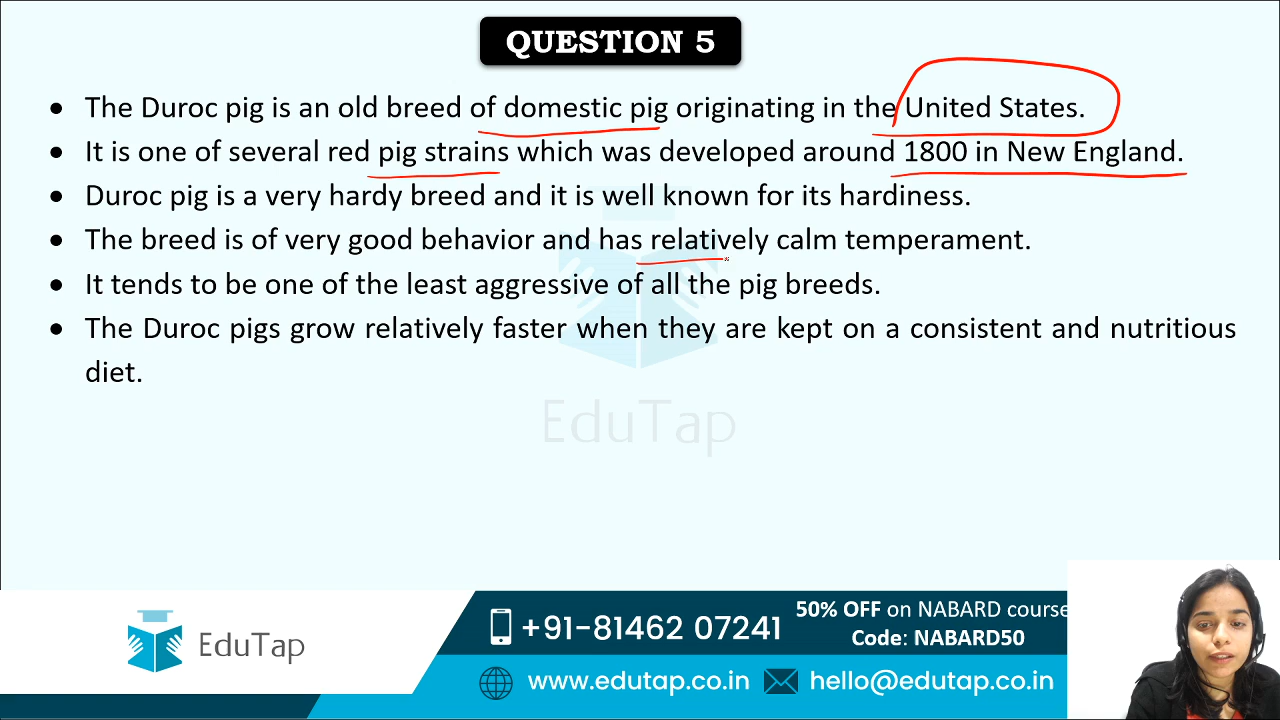 QUESTION 5
• The Duroc pig is an old breed of domestic pig originating in the United States.
• It is one of several red pig strains which was developed around 1800 in New England.
• Duroc pig is a very hardy breed and it is well known for its hardiness.
• The breed is of very good behavior and has relatively calm temperament.
• It tends to be one of the least aggressive of all the pig breeds.
• The Duroc pigs grow relatively faster when they are kept on a consistent and nutritious
diet.
EduTap
EduTap
+91-81462 07241
50% OFF on NABARD course
Code: NABARD50
www.edutap.co.in
hello@edutap.co.in